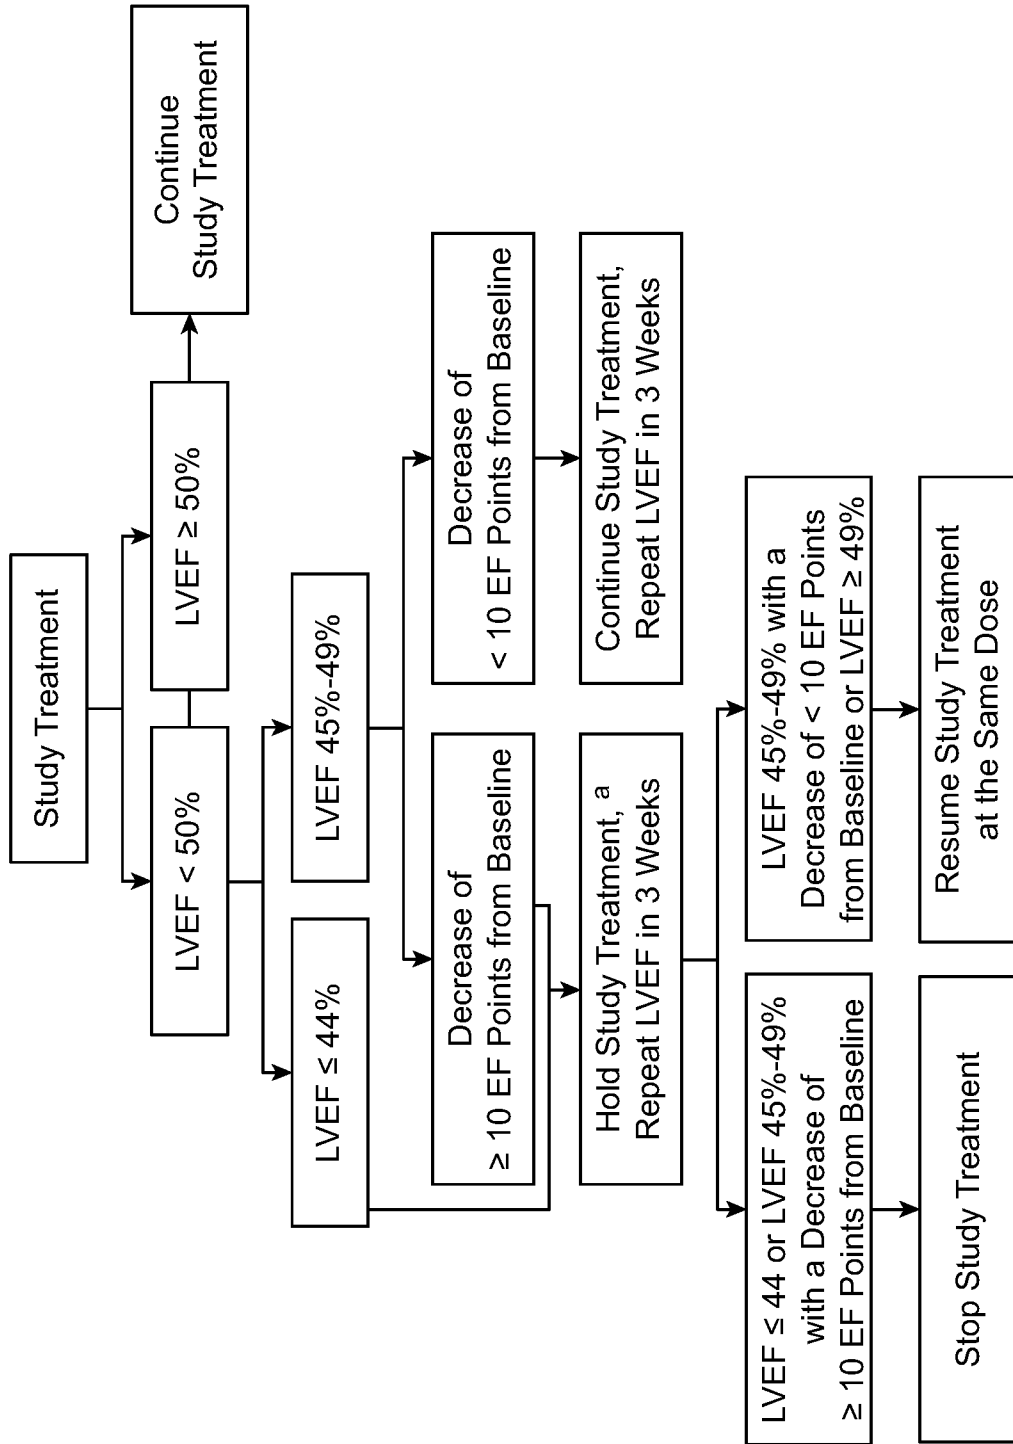 Study Treatment
LVEF < 50%
LVEF ≥ 50%
Continue
Study Treatment
LVEF ≤ 44%
LVEF 45%-49%
Decrease of
≥ 10 EF Points from Baseline
Decrease of
< 10 EF Points from Baseline
Hold Study Treatment, a
Repeat LVEF in 3 Weeks
Continue Study Treatment,
Repeat LVEF in 3 Weeks
LVEF ≤ 44 or LVEF 45%-49%
with a Decrease of
≥ 10 EF Points from Baseline
LVEF 45%-49% with a
Decrease of < 10 EF Points
from Baseline or LVEF ≥ 49%
Stop Study Treatment
Resume Study Treatment
at the Same Dose